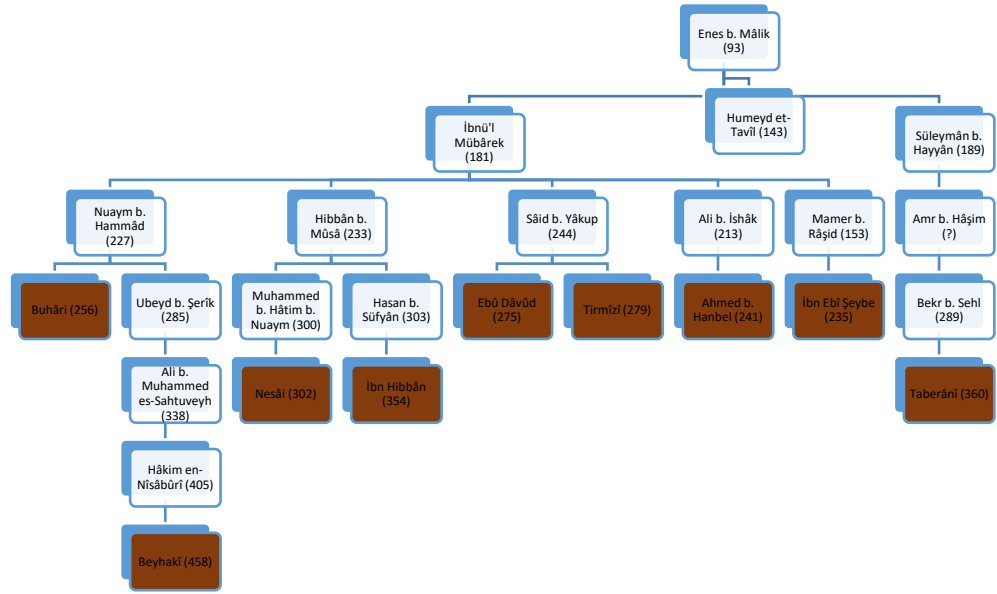 Enes b. Mâlik
(93)
Humeyd et-
Tavîl (143)
İbnü'l
Mübârek
(181)
Süleymân b.
Hayyân (189)
Nuaym b.
Hammâd
(227)
Hibbân b.
Mûsâ (233)
Sâid b. Yâkup
(244)
Ali b. İshâk
(213)
Mamer b.
Râşid (153)
Amr b. Hâşim
(?)
Buhâri (256)
Ubeyd b. Şerîk
(285)
Muhammed
b. Hâtim b.
Nuaym (300)
Hasan b.
Süfyân (303)
Ebû Dâvûd
(275)
Tirmîzî (279)
Ahmed b.
Hanbel (241)
İbn Ebî Şeybe
(235)
Bekr b. Sehl
(289)
Ali b.
Muhammed
es-Sahtuveyh
(338)
Nesâi (302)
İbn Hibbân
(354)
Taberânî (360)
Hâkim en-
Nîsâbûrî (405)
Beyhakî (458)